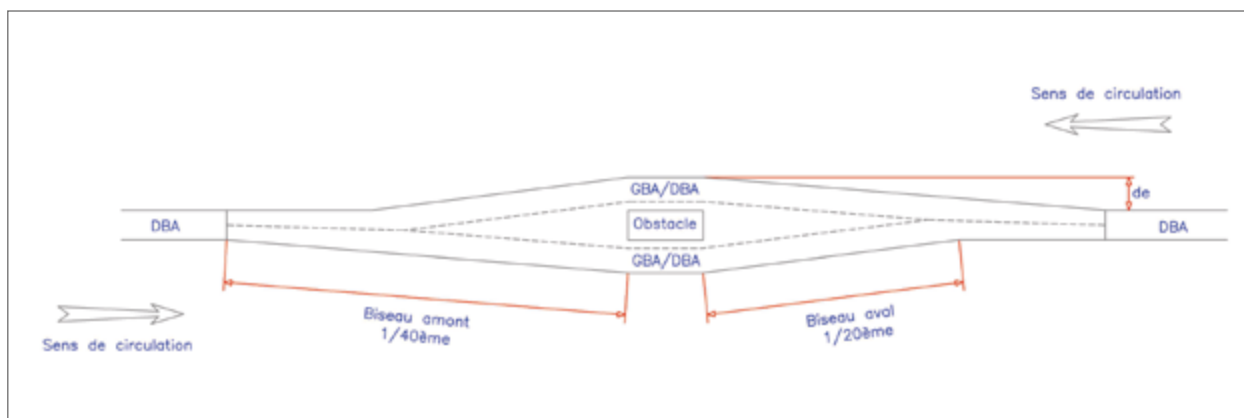 Sens de circulation
GBA/DBA
de
DBA
Obstacle
DBA
GBA/DBA
Biseau amont
1/40ème
Biseau aval
1/20ème
Sens de circulation